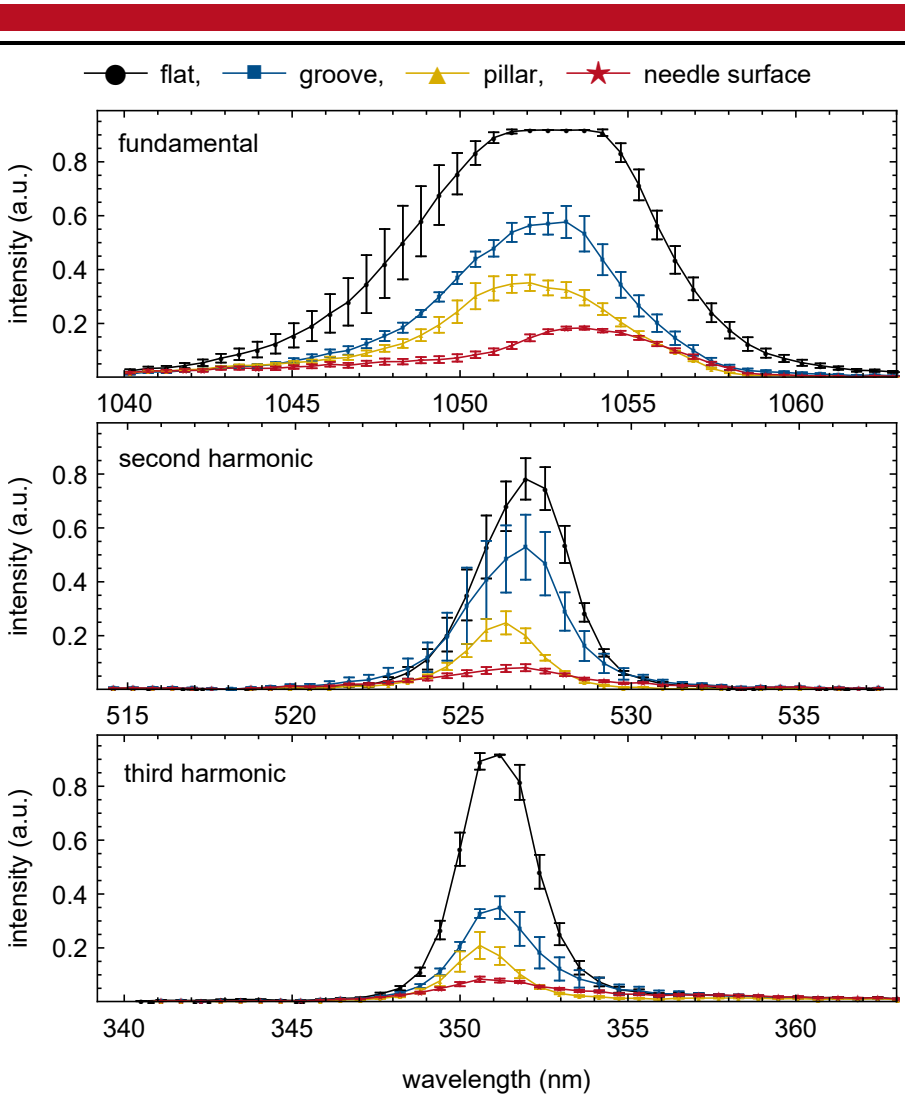 flat, groove, pillar, needle surface
fundamental
intensity (a.u.)
0.8
0.6
0.4
0.2
1040 1045 1050 1055 1060
second harmonic
intensity (a.u.)
0.8
0.6
0.4
0.2
515 520 525 530 535
third harmonic
intensity (a.u.)
0.8
0.6
0.4
0.2
340 345 350 355 360
wavelength (nm)